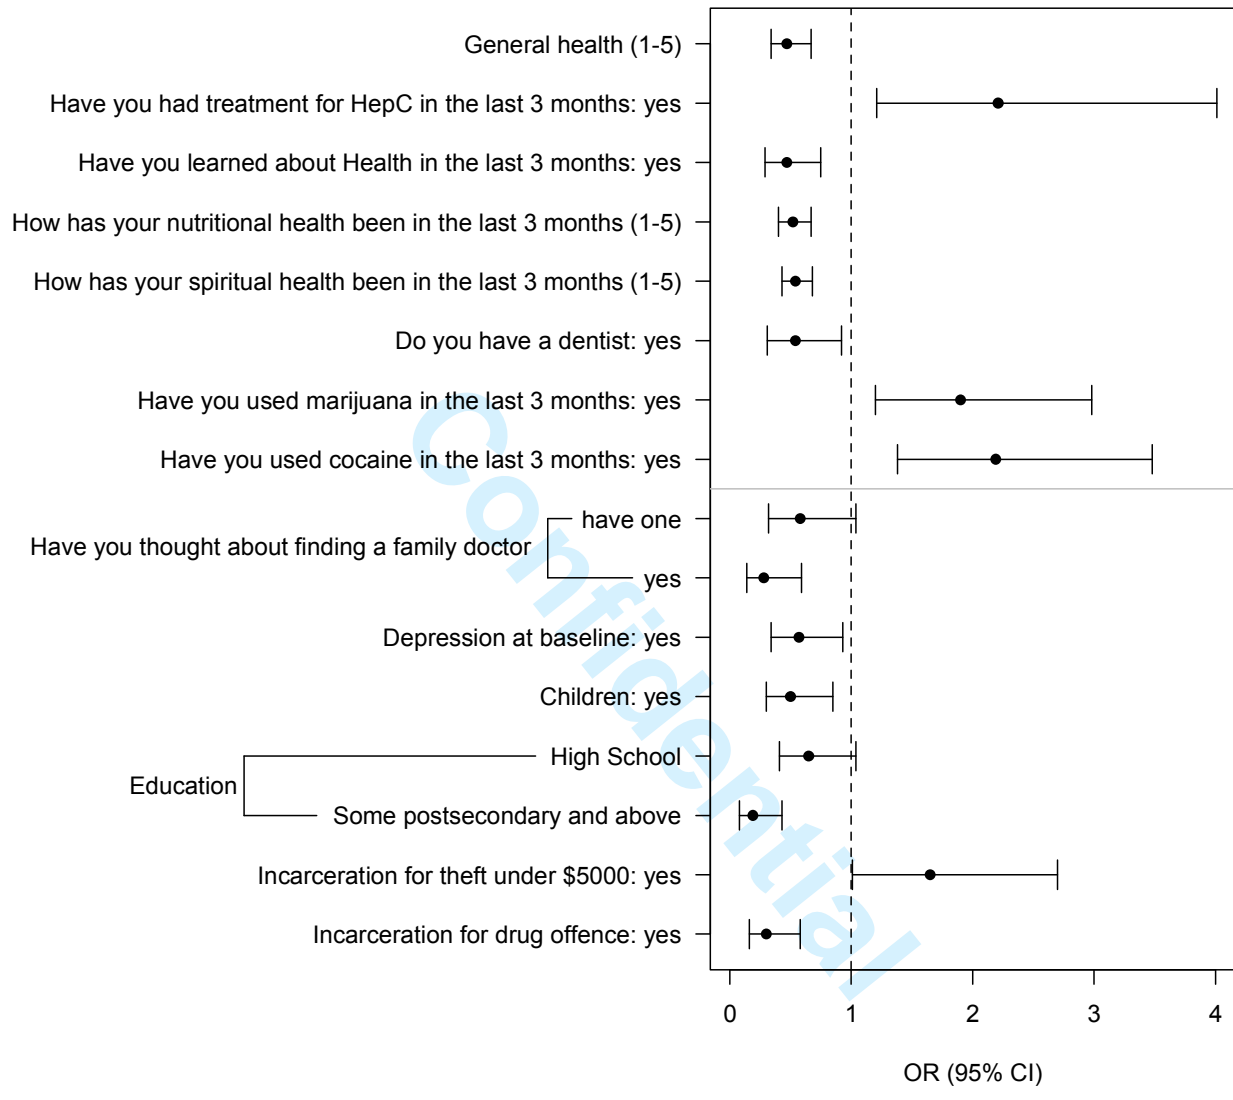 General health (1-5)
Have you had treatment for HepC in the last 3 months: yes
Have you learned about Health in the last 3 months: yes
How has your nutritional health been in the last 3 months (1-5)
How has your spiritual health been in the last 3 months (1-5)
Do you have a dentist: yes
Have you used marijuana in the last 3 months: yes
Have you used cocaine in the last 3 months: yes
have one
Have you thought about finding a family doctor
yes
Depression at baseline: yes
Children: yes
High School
Education
Some postsecondary and above
Incarceration for theft under $5000: yes
Incarceration for drug offence: yes
0 1 2 3 4
OR (95% CI)
Confidential